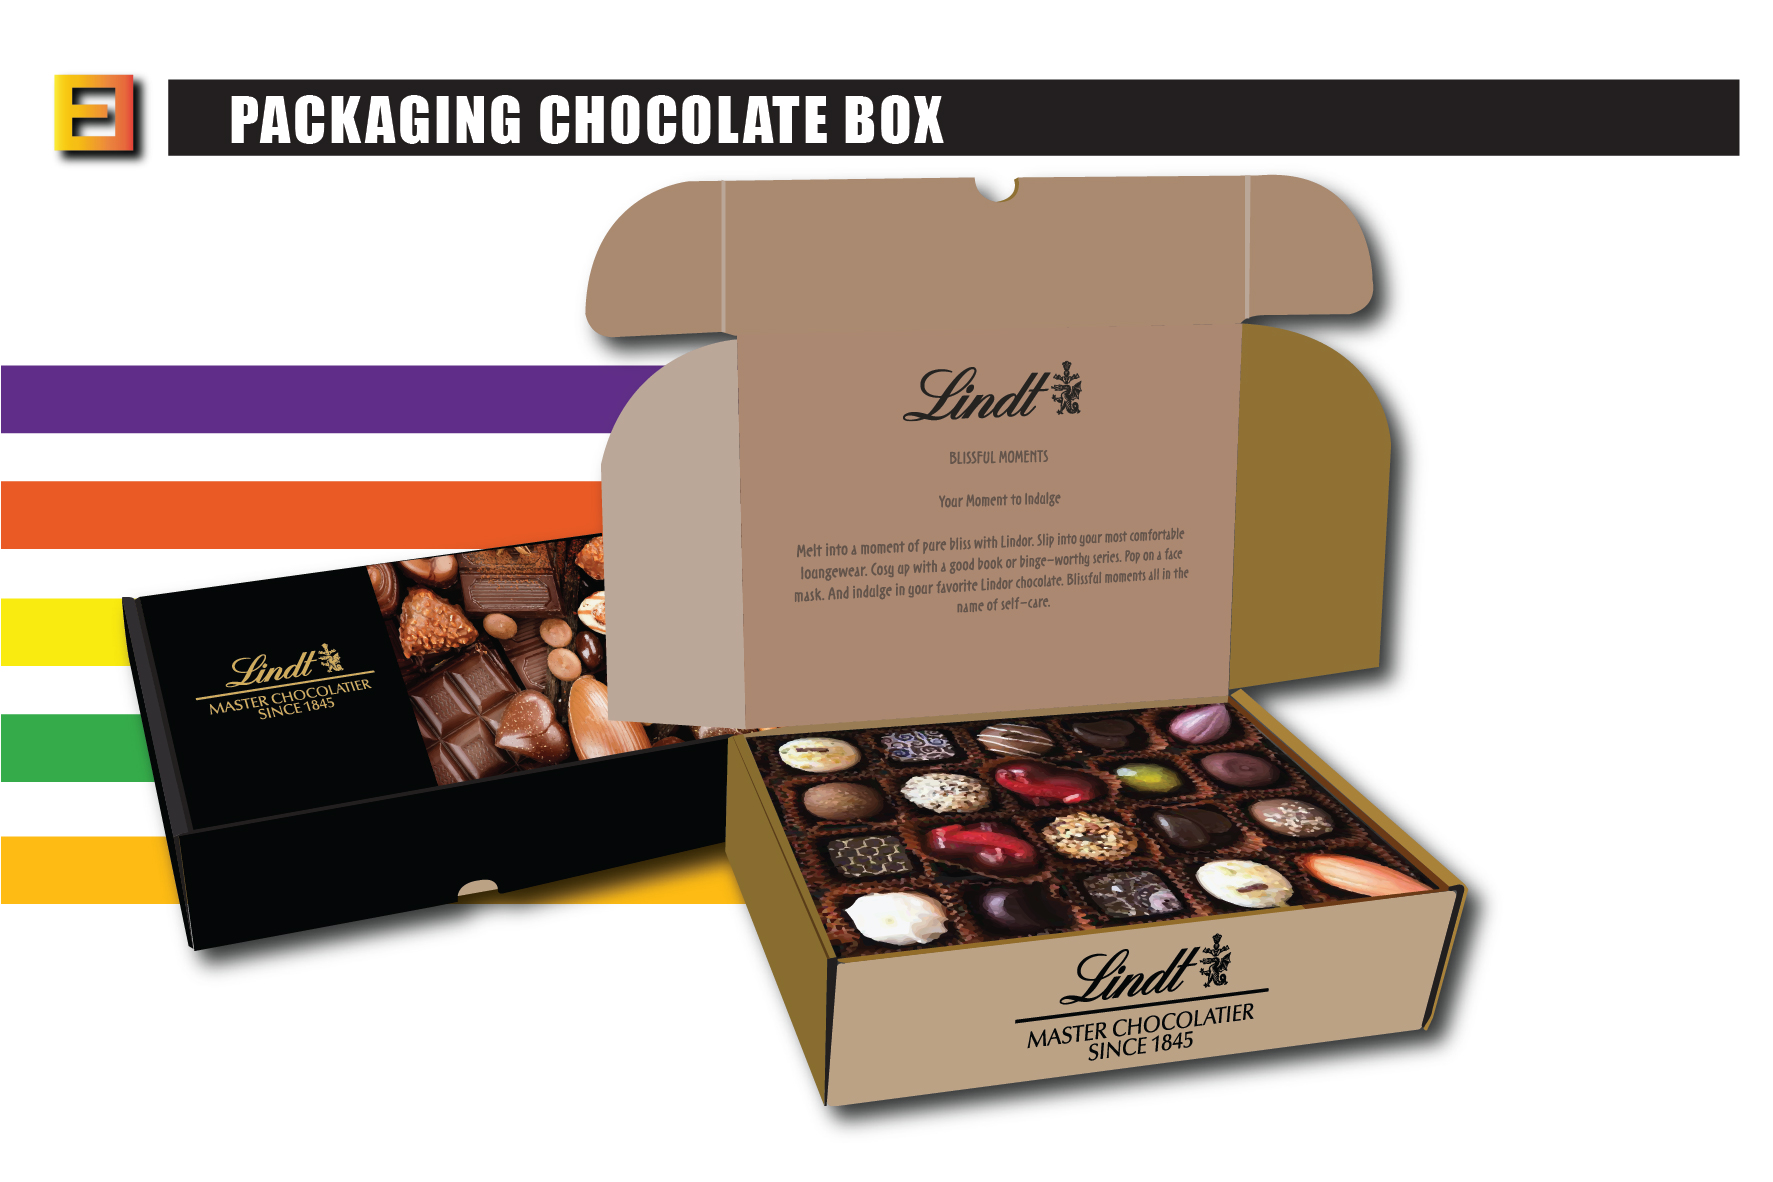 PACKAGING CHOCOLATE BOX
Lindt
BLISSFUL MOMENTS
Your Moment to Indulge
Melt into a moment of pure bliss with Lindor. Slip into your most comfortable
loungewear. Cosy up with a good book or binge-worthy series. Pop on a face
mask. And indulge in your favorite Lindor chocolate. Blissful moments all in the
name of self-care.
Lindt
MASTER CHOCOLATIER
SINCE 1845
Lindt
MASTER CHOCOLATIER
SINCE 1845